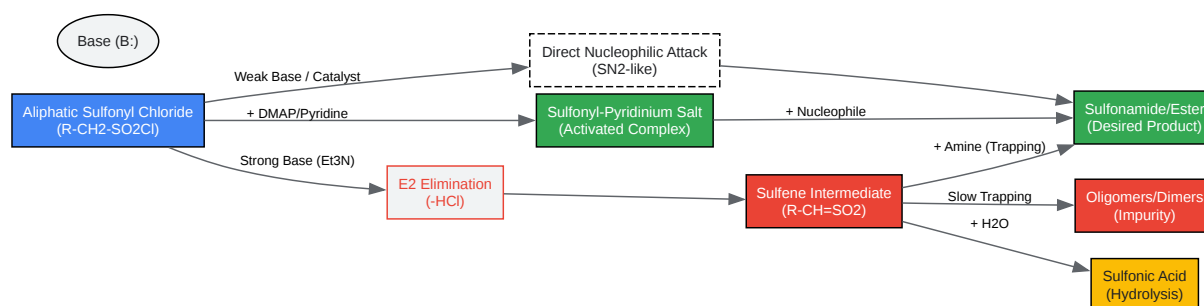 Base (B:)
Direct Nucleophilic Attack
(SN2-like)
Weak Base / Catalyst
Aliphatic Sulfonyl Chloride
(R-CH2-SO2Cl)
+ DMAP/Pyridine
Sulfonyl-Pyridinium Salt
(Activated Complex)
+ Nucleophile
Sulfonamide/Ester
(Desired Product)
Strong Base (Et3N)
E2 Elimination
(-HCl)
+ Amine (Trapping)
Sulfene Intermediate
(R-CH=SO2)
Slow Trapping
Oligomers/Dimers
(Impurity)
+ H2O
Sulfonic Acid
(Hydrolysis)